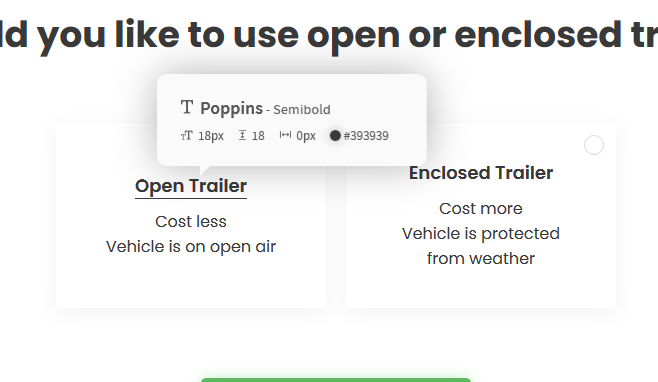 ld you like to use open or enclosed tr
Poppins - Semibold
18px 18 0px #393939
Open Trailer
Cost less
Vehicle is on open air
Enclosed Trailer
Cost more
Vehicle is protected
from weather